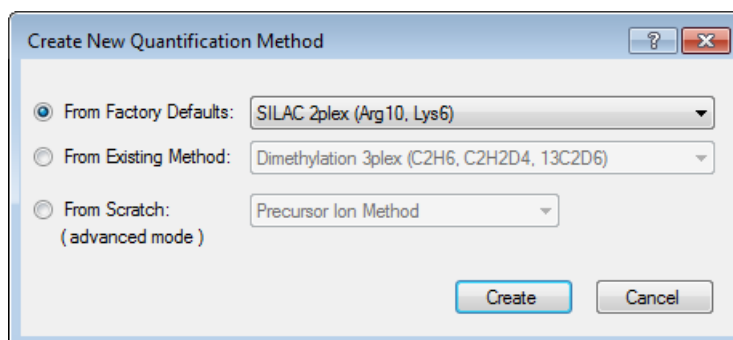 Create New Quantification Method
From Factory Defaults: SILAC 2plex (Arg10, Lys6)
From Existing Method: Dimethylation 3plex (C2H6, C2H2D4, 13C2D6)
From Scratch: Precursor Ion Method
( advanced mode )
Create Cancel